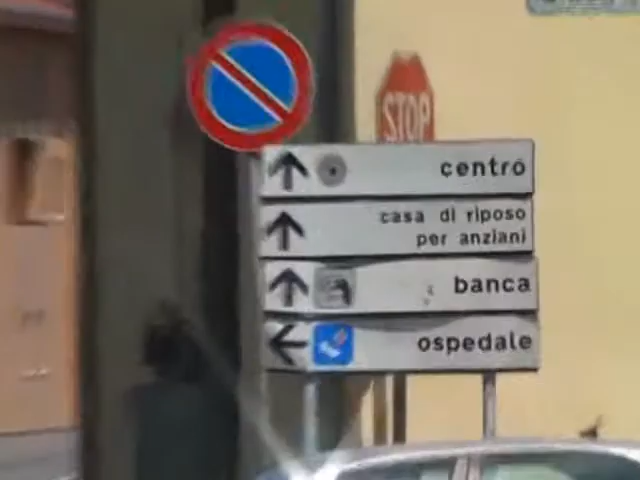 STOP
centro
casa di riposo
per anziani
banca
ospedale